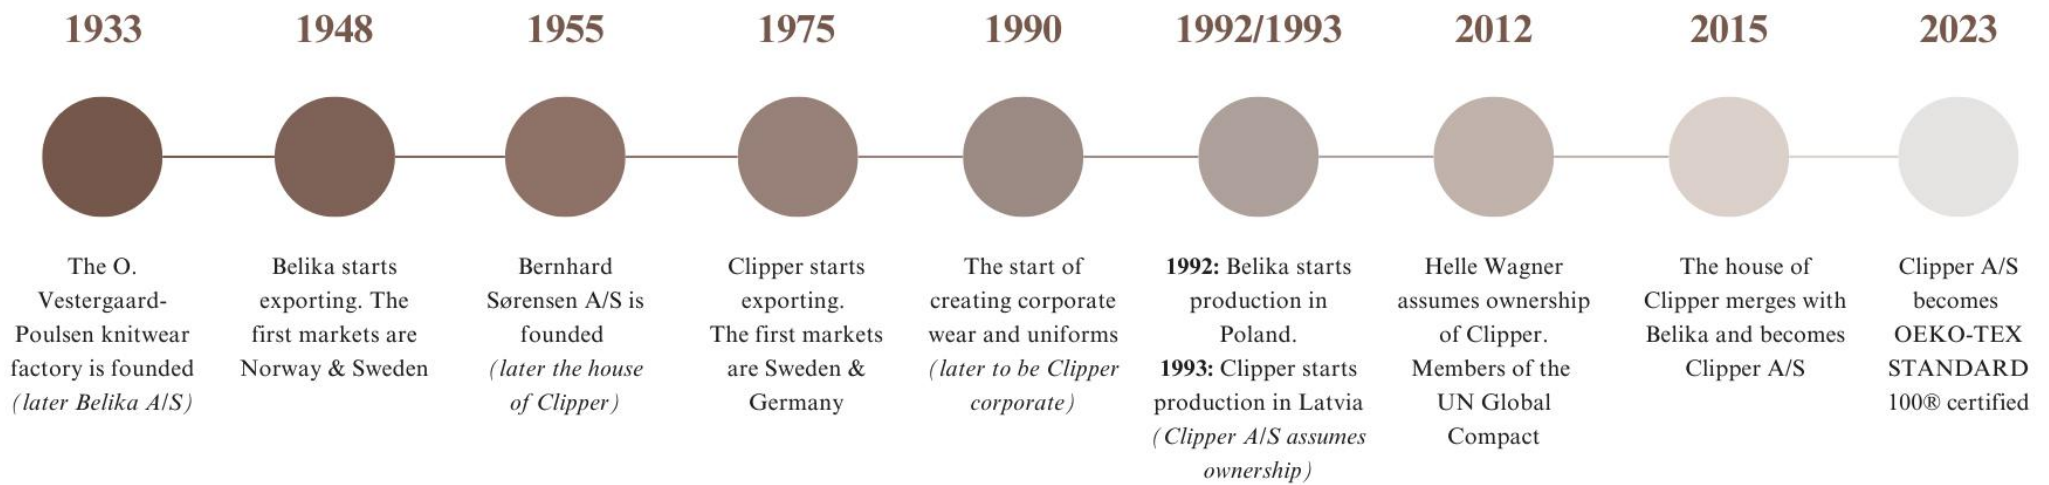 1933
The O.
Vestergaard-
Poulsen knitwear
factory is founded
(later Belika A/S)
1948
Belika starts
exporting. The
first markets are
Norway & Sweden
1955
Bernhard
Sørensen A/S is
founded
(later the house
of Clipper)
1975
Clipper starts
exporting.
The first markets
are Sweden &
Germany
1990
The start of
creating corporate
wear and uniforms
(later to be Clipper
corporate)
1992/1993
1992: Belika starts
production in
Poland.
1993: Clipper starts
production in Latvia
(Clipper A/S assumes
ownership)
2012
Helle Wagner
assumes ownership
of Clipper.
Members of the
UN Global
Compact
2015
The house of
Clipper merges with
Belika and becomes
Clipper A/S
2023
Clipper A/S
becomes
OEKO-TEX
STANDARD
100® certified